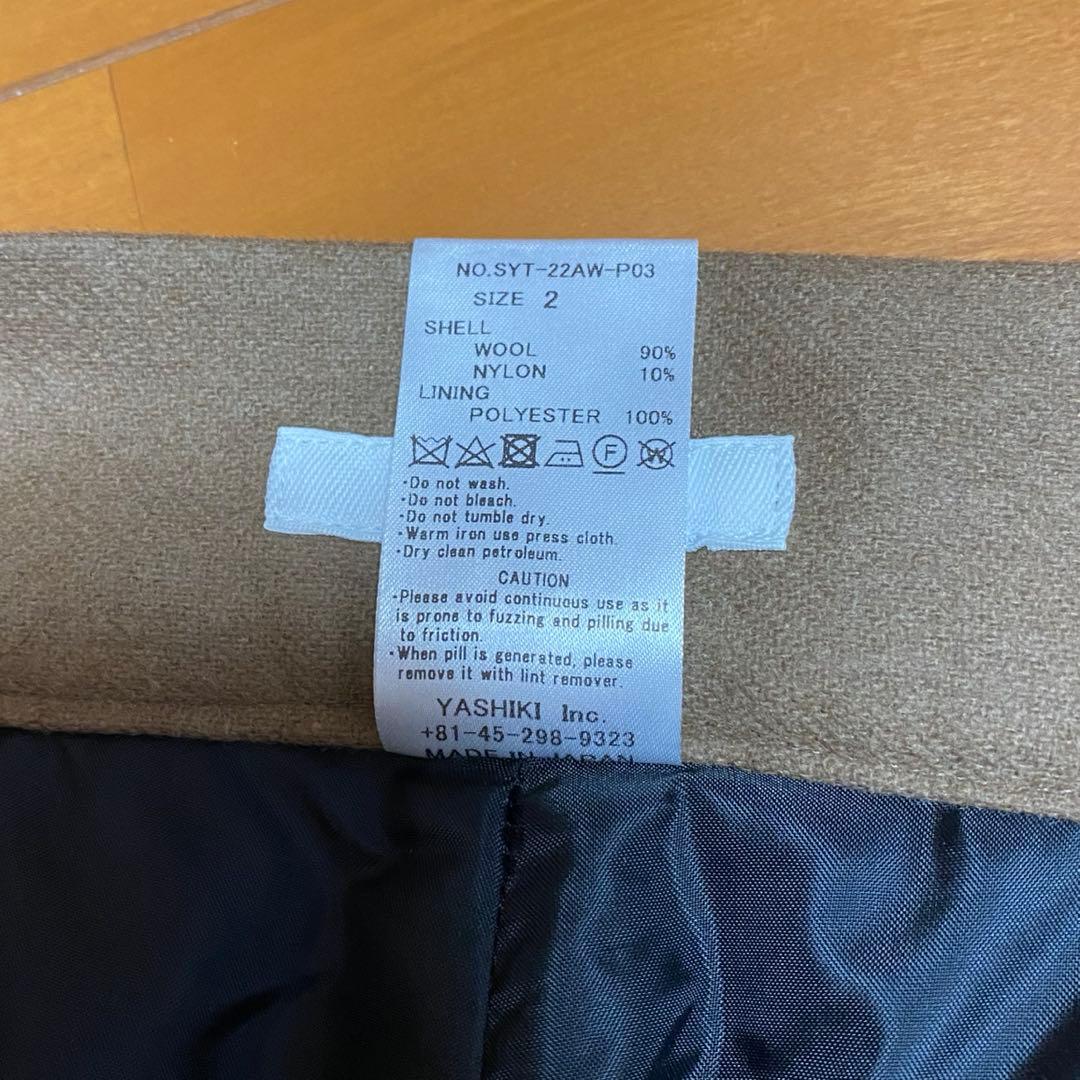 NO.SYT-22AW-P03
SIZE 2
SHELL
WOOL 90%
NYLON 10%
LINING
POLYESTER 100%
F W
·Do not wash.
·Do not bleach.
·Do not tumble dry.
·Warm iron use press cloth.
·Dry clean petroleum.
CAUTION
·Please avoid continuous use as it
is prone to fuzzing and pilling due
to friction.
·When pill is generated, please
remove it with lint remover.
YASHIKI Inc.
+81-45-298-9323
MADE IN JAPAN